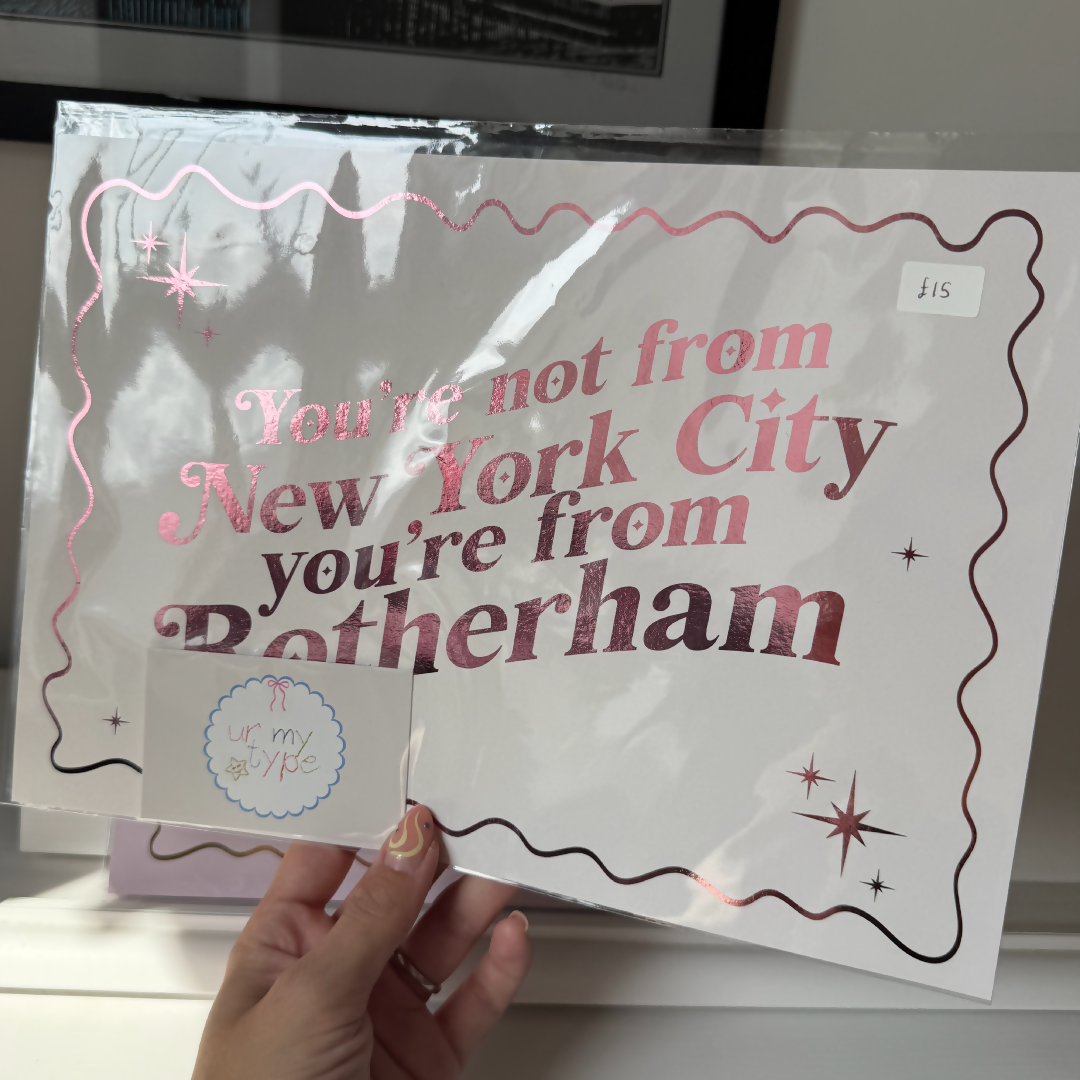 £15
You're not from
New York City
you're from
Rotherham
ur my
type